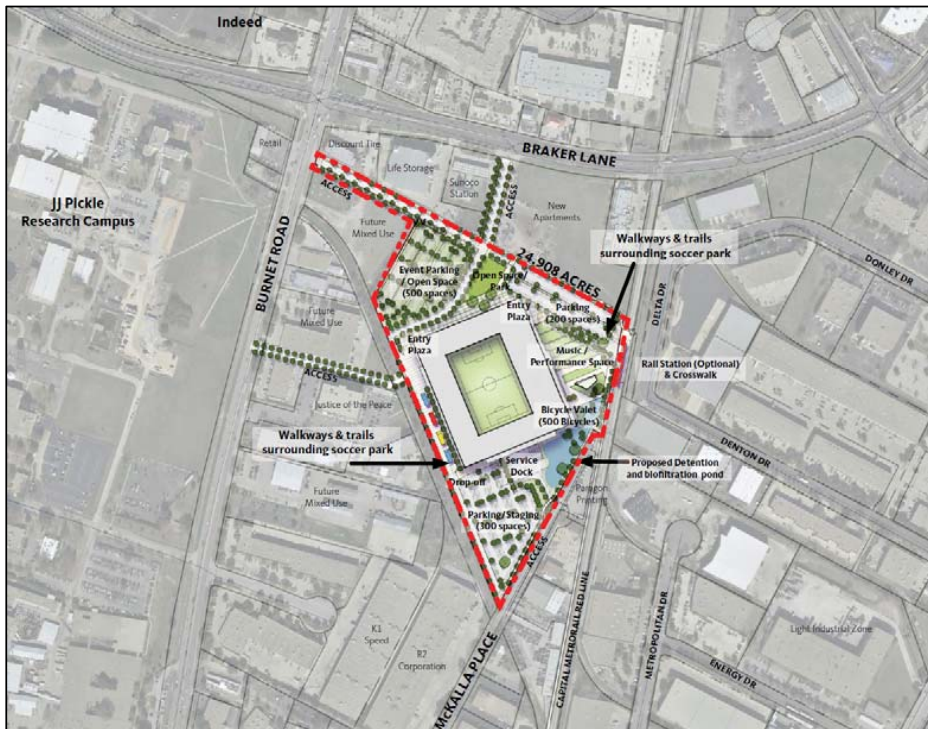 Indeed
BRAKER LANE
Retail
Discount Tire
Life Storage
Sunoco
Station
ACCESS
ACCESS
New
Apartments
JJ Pickle
Research Campus
BURNET ROAD
Future
Mixed Use
24.908 ACRES
Walkways & trails
surrounding soccer park
DONLEY DR
DELTA DR
Event Parking
/ Open Space
(500 spaces)
Open Space/
Park
Entry
Plaza
Parking
(200 spaces)
Future
Mixed Use
Entry
Plaza
Music /
Performance Space
Rail Station (Optional)
& Crosswalk
ACCESS
Justice of the Peace
Bicycle Valet
(500 Bicycles)
DENTON DR
Walkways & trails
surrounding soccer park
Service
Dock
Drop-off
Proposed Detention
and biofiltration pond
Paragon
Printing
Future
Mixed Use
Parking/Staging
(300 spaces)
ACCESS
K1
Speed
B2
Corporation
McKALLA PLACE
CAPITAL METRORAIL RED LINE
METROPOLITAN DR
Light Industrial Zone
ENERGY DR